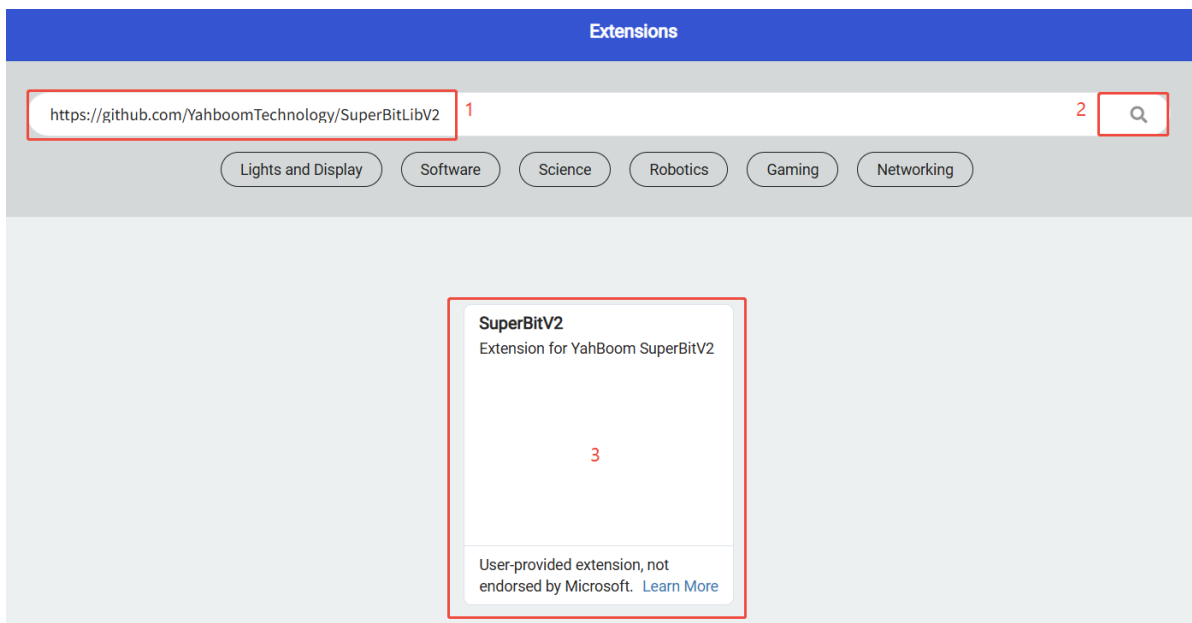 Extensions
https://github.com/YahboomTechnology/SuperBitLibV2 1 2
Lights and Display Software Science Robotics Gaming Networking
SuperBitV2
Extension for YahBoom SuperBitV2
3
User-provided extension, not
endorsed by Microsoft. Learn More